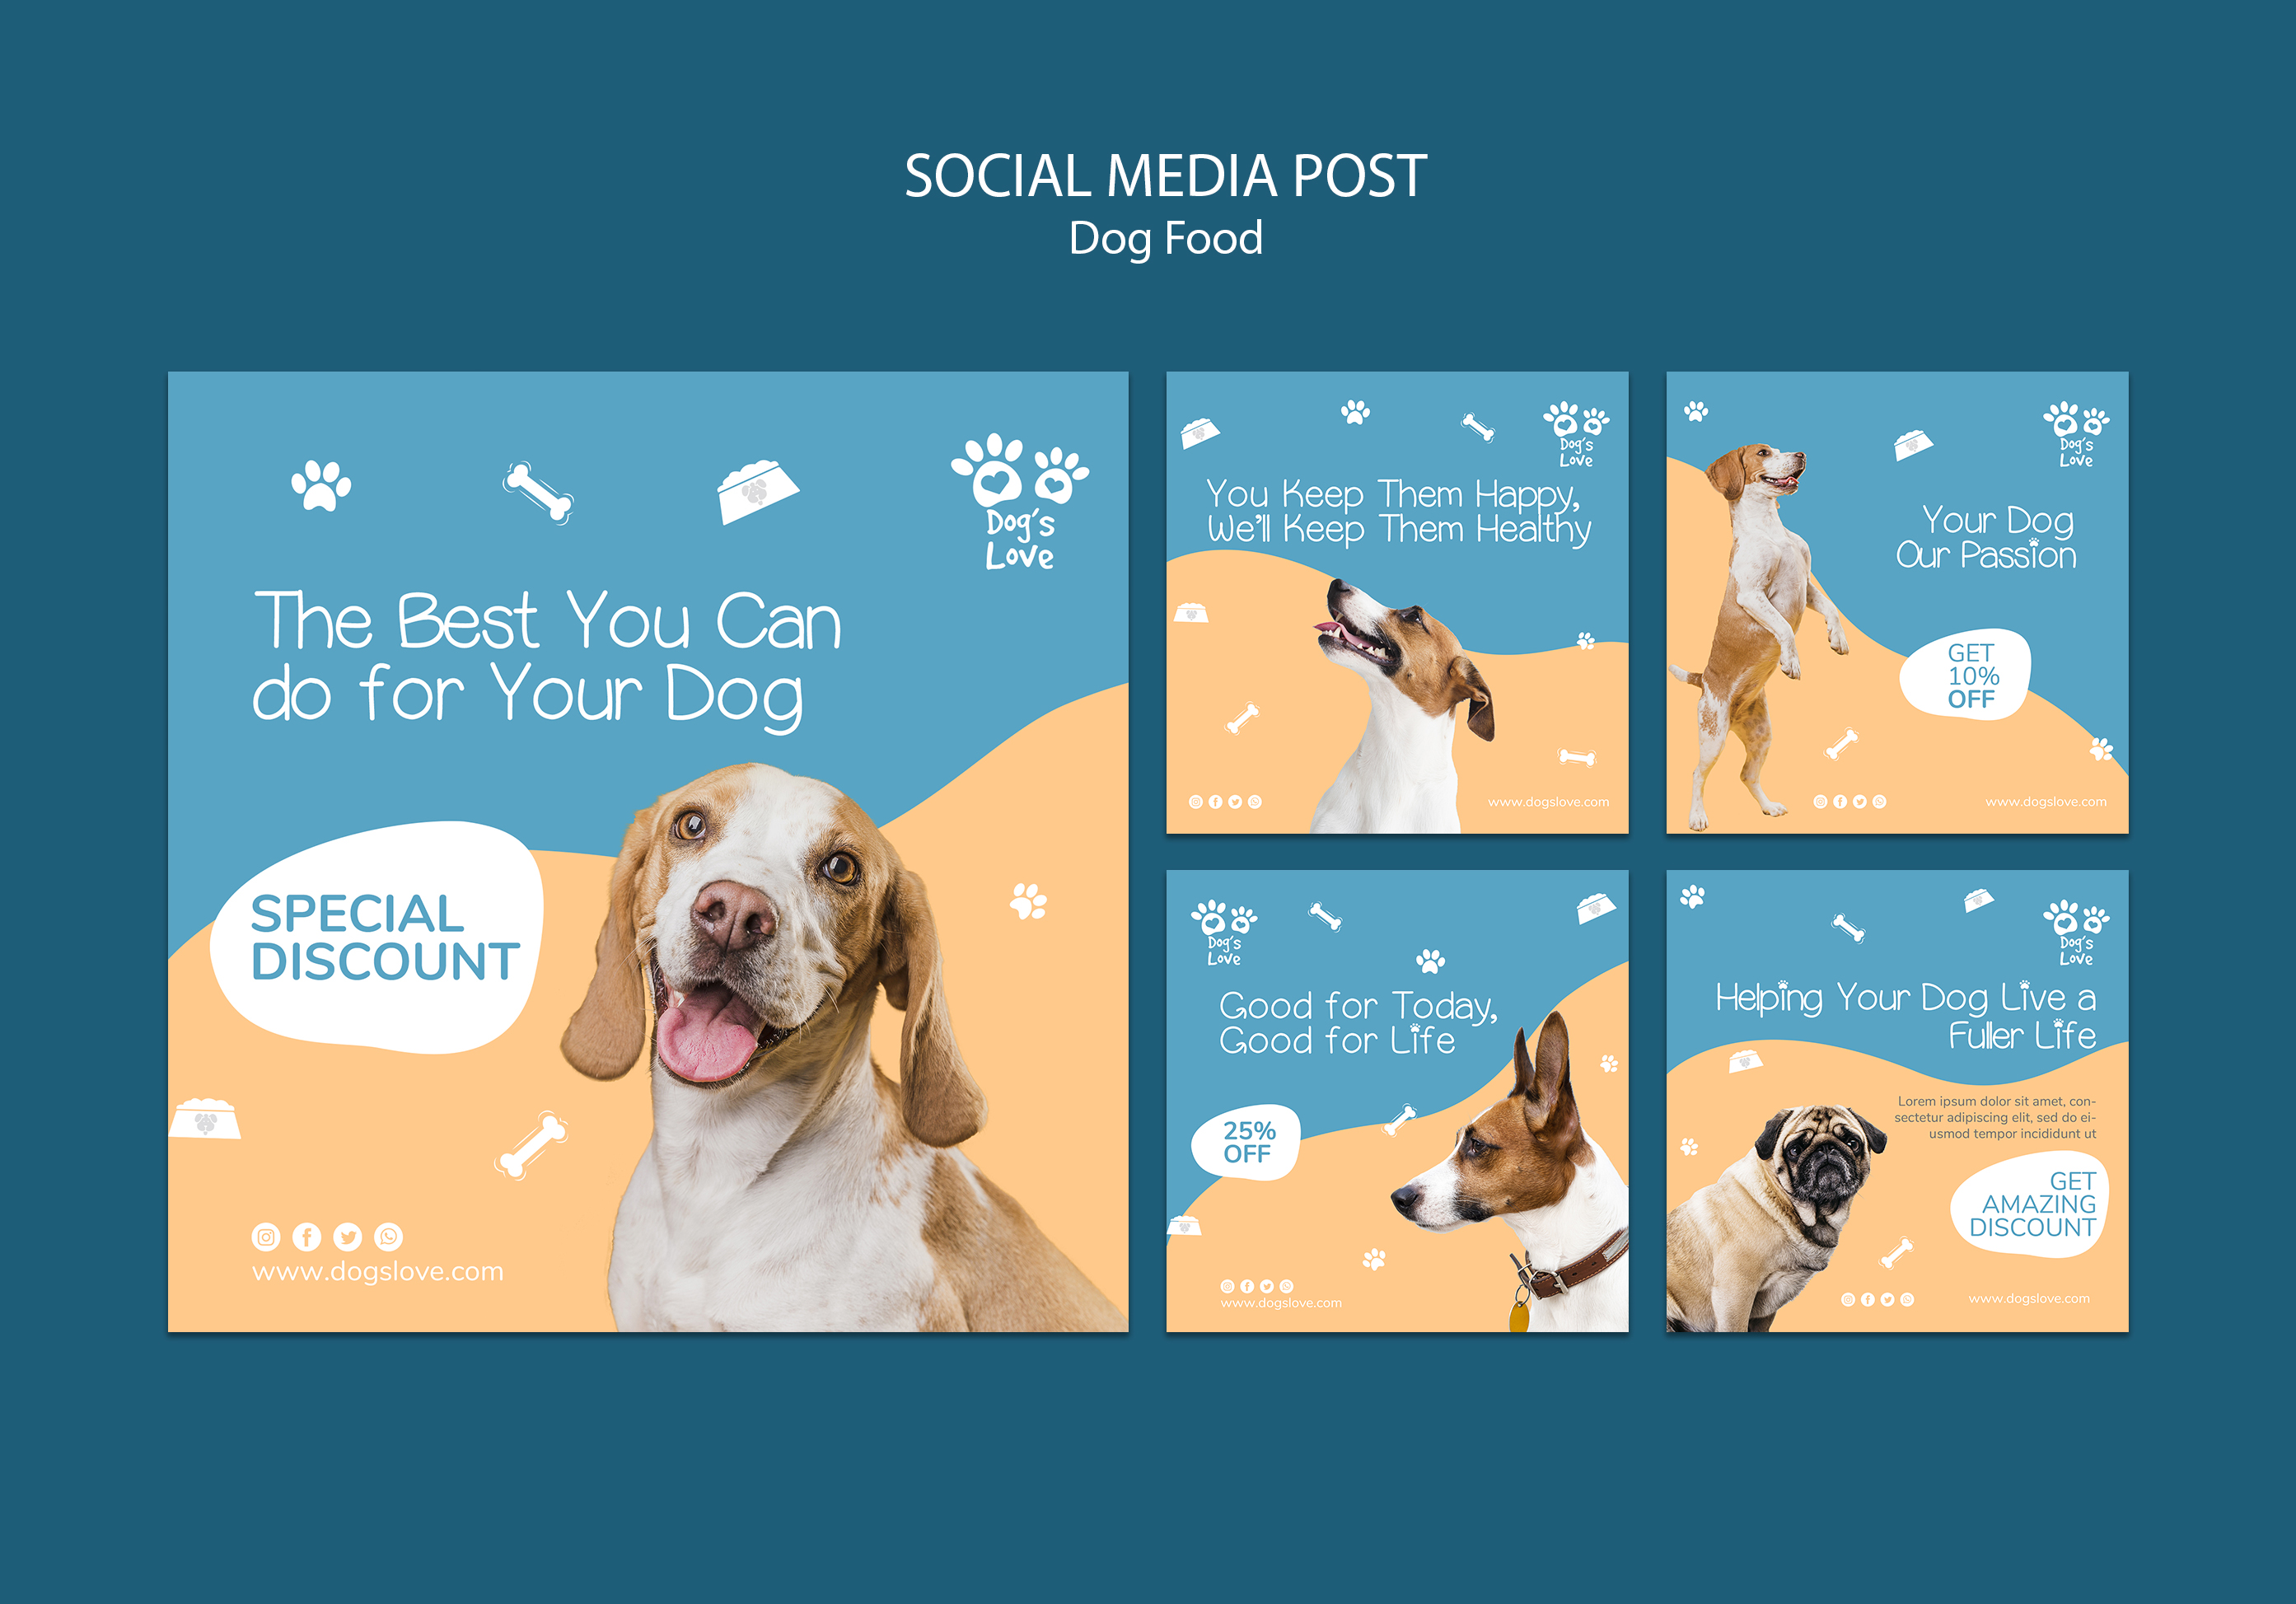 SOCIAL MEDIA POST
Dog Food
Dog's
Love
The Best You Can
do for Your Dog
SPECIAL
DISCOUNT
www.dogslove.com
Dog's
Love
You Keep Them Happy,
We'll Keep Them Healthy
www.dogslove.com
Dog's
Love
Your Dog
Our Passion
GET
10%
OFF
www.dogslove.com
Dog's
Love
Good for Today,
Good for Life
25%
OFF
www.dogslove.com
Dog's
Love
Helping Your Dog Live a
Fuller Life
Lorem ipsum dolor sit amet, con-
sectetur adipiscing elit, sed do ei-
usmod tempor incididunt ut
GET
AMAZING
DISCOUNT
www.dogslove.com